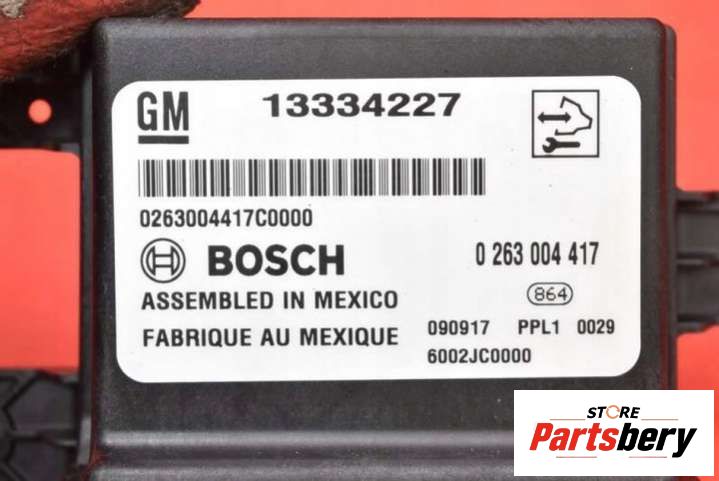 GM 13334227
0263004417C0000
BOSCH 0 263 004 417
864
ASSEMBLED IN MEXICO
FABRIQUE AU MEXIQUE 090917 PPL1 0029
6002JC0000
STORE
Partsbery